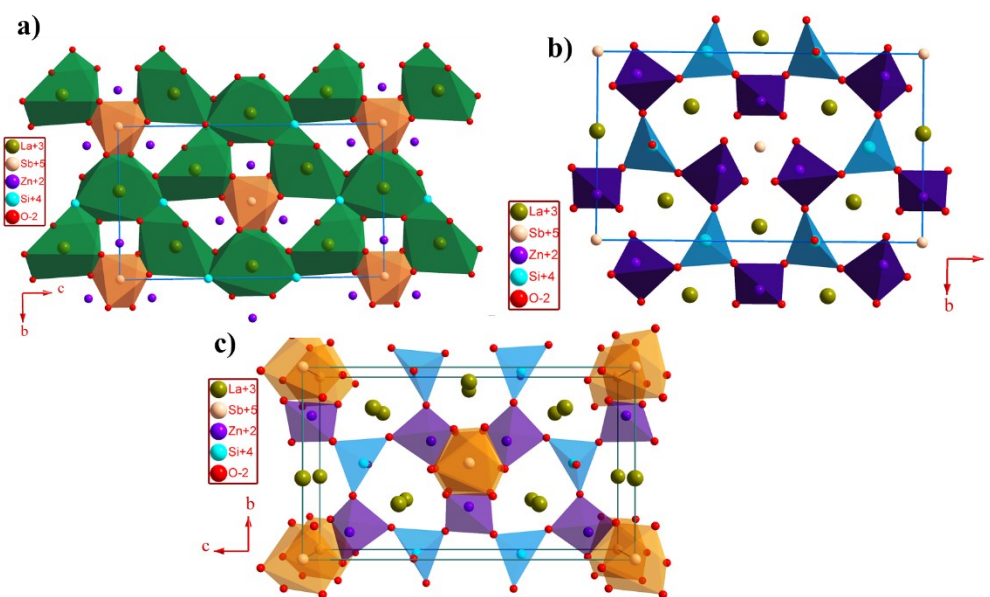 a)
La+3
Sb+5
Zn+2
Si+4
O-2
c
b
b)
La+3
Sb+5
Zn+2
Si+4
O-2
b
c)
La+3
Sb+5
Zn+2
Si+4
O-2
b
c